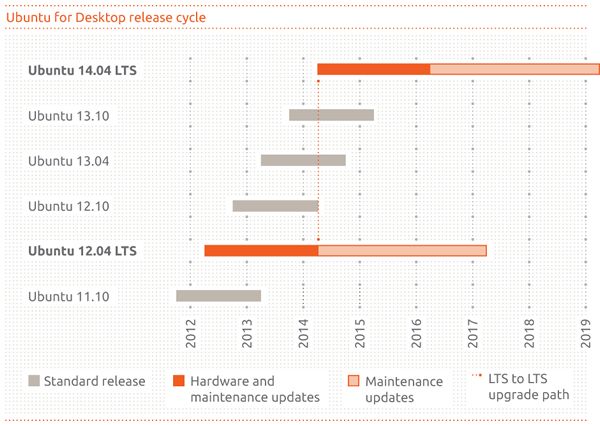 Ubuntu for Desktop release cycle
Ubuntu 14.04 LTS
Ubuntu 13.10
Ubuntu 13.04
Ubuntu 12.10
Ubuntu 12.04 LTS
Ubuntu 11.10
2012 2013 2014 2015 2016 2017 2018 2019
Standard release
Hardware and
maintenance updates
Maintenance
updates
LTS to LTS
upgrade path